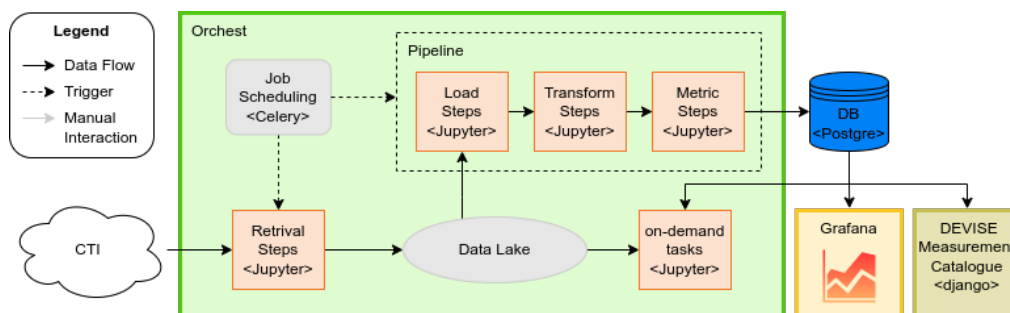 Legend
Data Flow
Trigger
Manual
Interaction
Orchest
Job
Scheduling
<Celery>
Pipeline
Load
Steps
<Jupyter>
Transform
Steps
<Jupyter>
Metric
Steps
<Jupyter>
DB
<Postgre>
CTI
Retrival
Steps
<Jupyter>
Data Lake
on-demand
tasks
<Jupyter>
Grafana
DEVISE
Measuremen
Catalogue
<django>